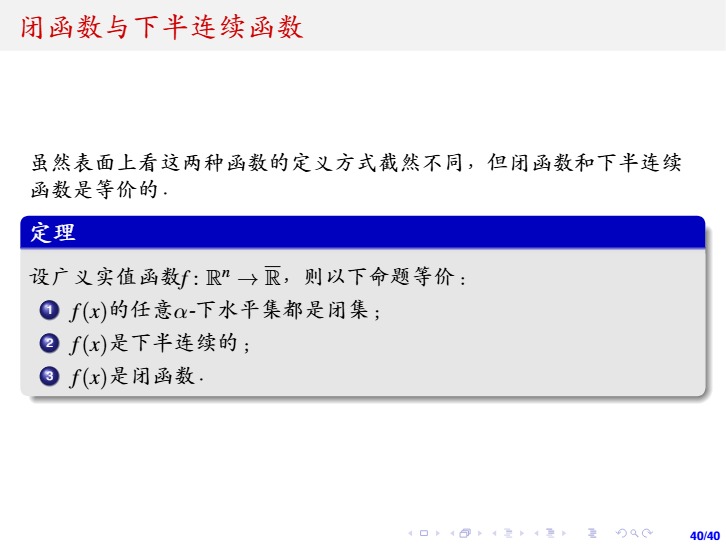 闭函数与下半连续函数
虽然表面上看这两种函数的定义方式截然不同，但闭函数和下半连续
函数是等价的.
定理
设广义实值函数f : ℝⁿ → ℝ̅，则以下命题等价：
1 f(x)的任意α-下水平集都是闭集；
2 f(x)是下半连续的；
3 f(x)是闭函数.
40/40